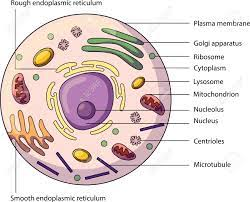 Rough endoplasmic reticulum
Plasma membrane
Golgi apparatus
Ribosome
Cytoplasm
Lysosome
Mitochondrion
Nucleolus
Nucleus
Centrioles
Microtubule
Smooth endoplasmic reticulum